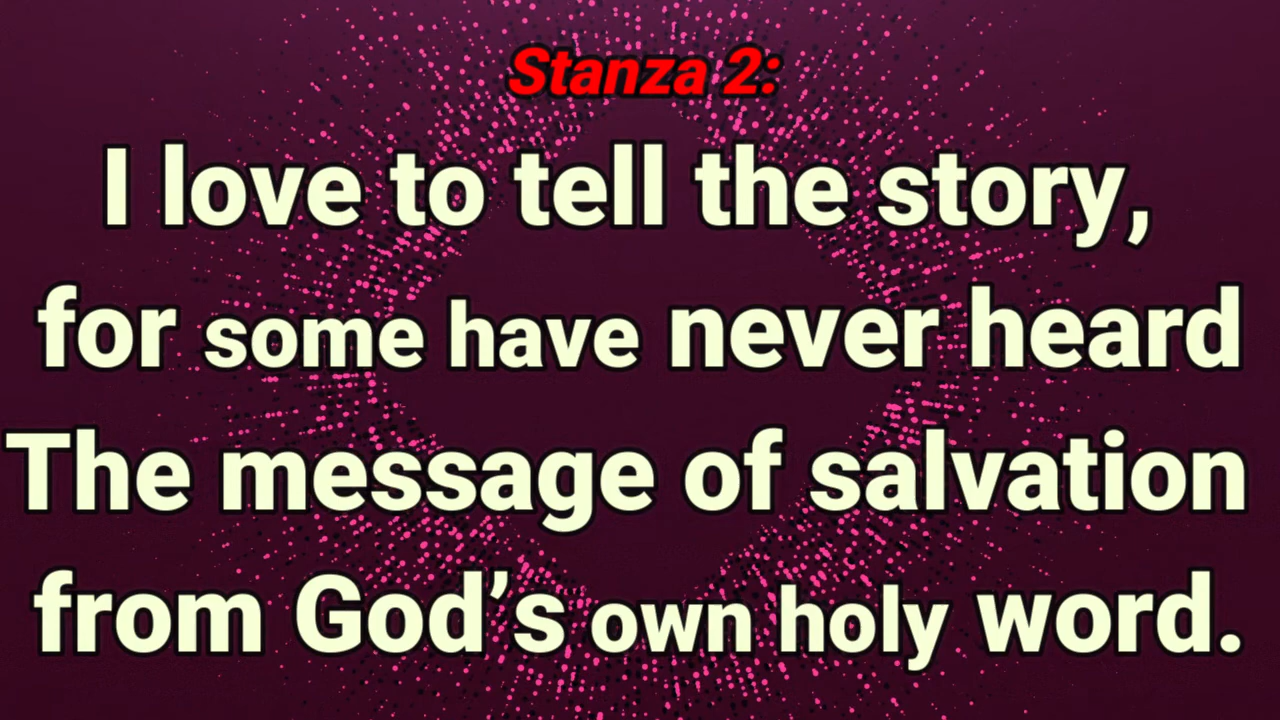 Stanza 2:
I love to tell the story,
for some have never heard
The message of salvation
from God’s own holy word.